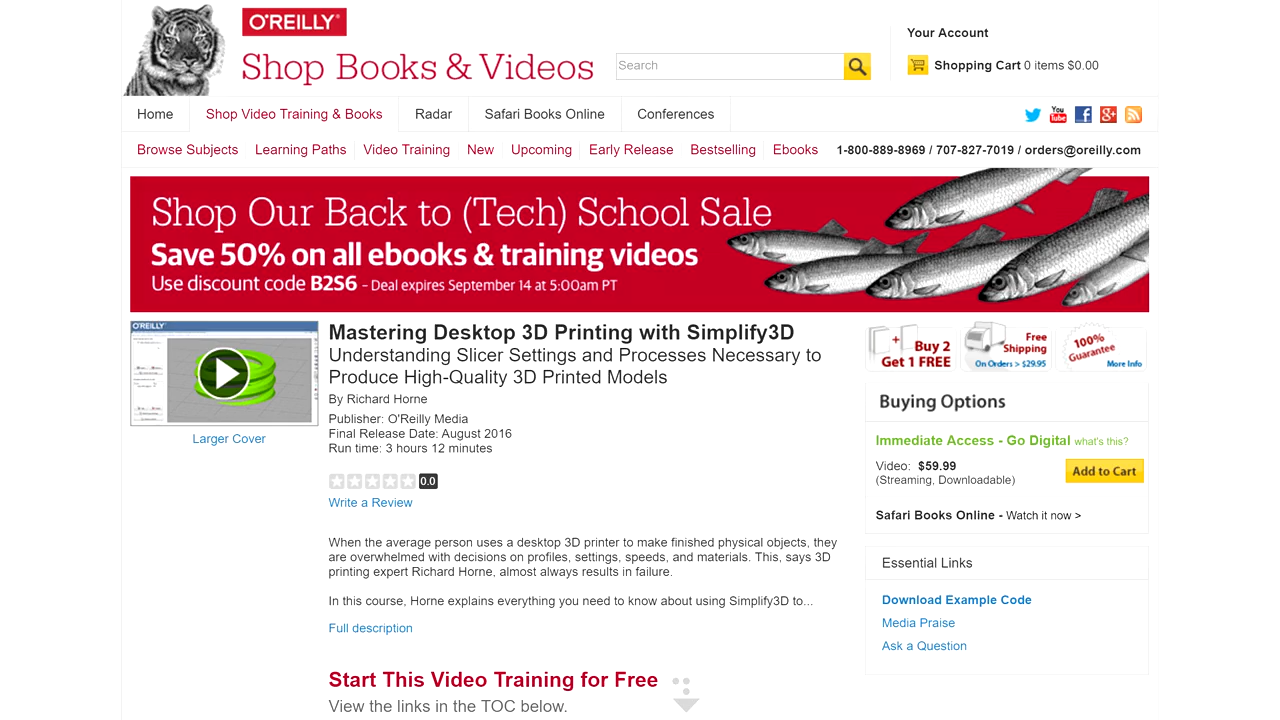 O'REILLY®
Shop Books & Videos
Search
Your Account
Shopping Cart 0 items $0.00
Home
Shop Video Training & Books
Radar
Safari Books Online
Conferences
You
Tube
Browse Subjects
Learning Paths
Video Training
New
Upcoming
Early Release
Bestselling
Ebooks
1-800-889-8969 / 707-827-7019 / orders@oreilly.com
Shop Our Back to (Tech) School Sale
Save 50% on all ebooks & training videos
Use discount code B2S6 - Deal expires September 14 at 5:00am PT
O'REILLY
Larger Cover
Mastering Desktop 3D Printing with Simplify3D
Understanding Slicer Settings and Processes Necessary to
Produce High-Quality 3D Printed Models
By Richard Horne
Publisher: O'Reilly Media
Final Release Date: August 2016
Run time: 3 hours 12 minutes
0.0
Write a Review
When the average person uses a desktop 3D printer to make finished physical objects, they
are overwhelmed with decisions on profiles, settings, speeds, and materials. This, says 3D
printing expert Richard Horne, almost always results in failure.
In this course, Horne explains everything you need to know about using Simplify3D to...
Full description
Start This Video Training for Free
View the links in the TOC below.
+ Buy 2
Get 1 FREE
Free
Shipping
On Orders > $29.95
100%
Guarantee
More Info
Buying Options
Immediate Access - Go Digital what's this?
Video: $59.99
(Streaming, Downloadable)
Add to Cart
Safari Books Online - Watch it now >
Essential Links
Download Example Code
Media Praise
Ask a Question